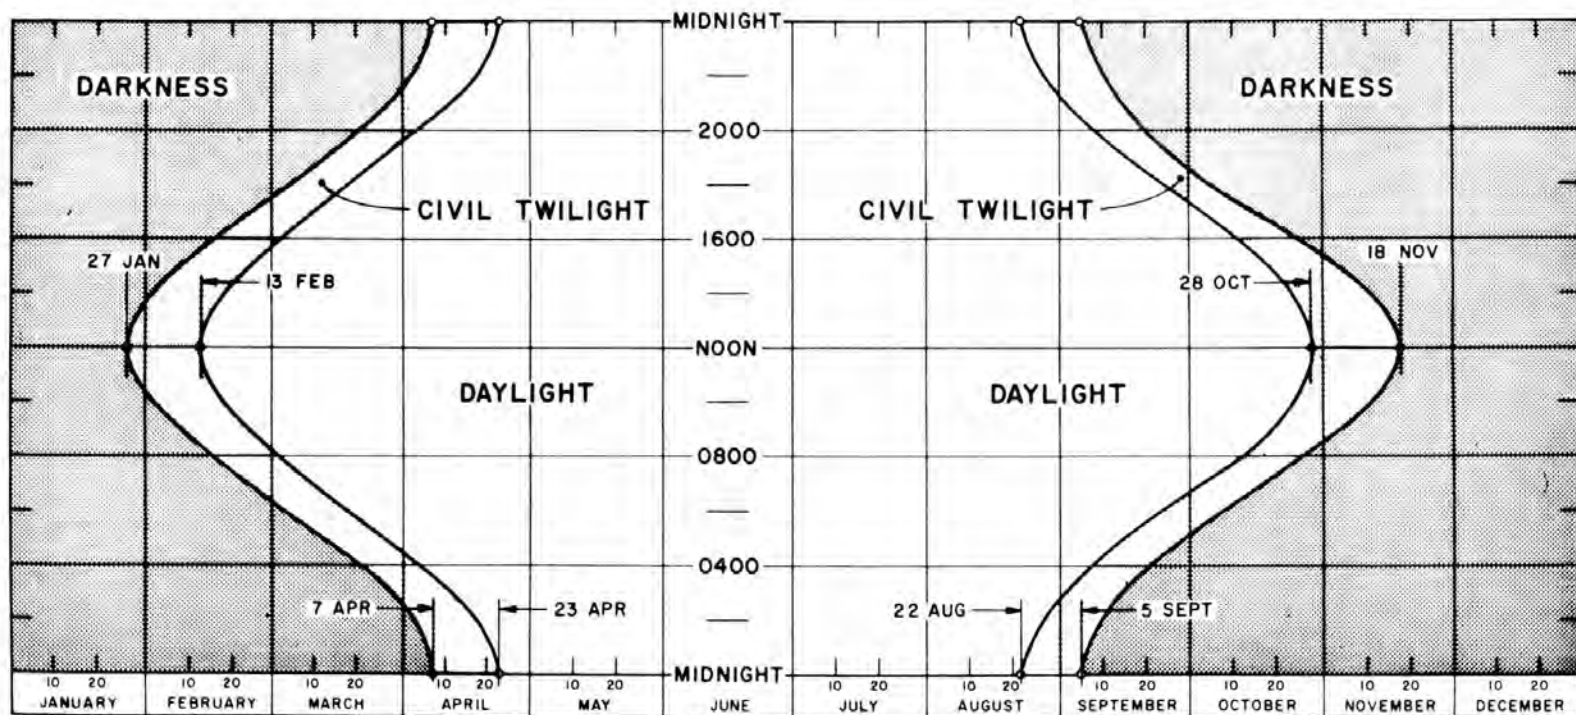 MIDNIGHT
DARKNESS
DARKNESS
2000
CIVIL TWILIGHT
CIVIL TWILIGHT
1600
27 JAN
13 FEB
28 OCT
18 NOV
NOON
DAYLIGHT
DAYLIGHT
0800
0400
7 APR
23 APR
22 AUG
5 SEPT
MIDNIGHT
10 20 10 20 10 20 10 20 10 20 10 20 10 20 10 20 10 20 10 20 10 20
JANUARY FEBRUARY MARCH APRIL MAY JUNE JULY AUGUST SEPTEMBER OCTOBER NOVEMBER DECEMBER